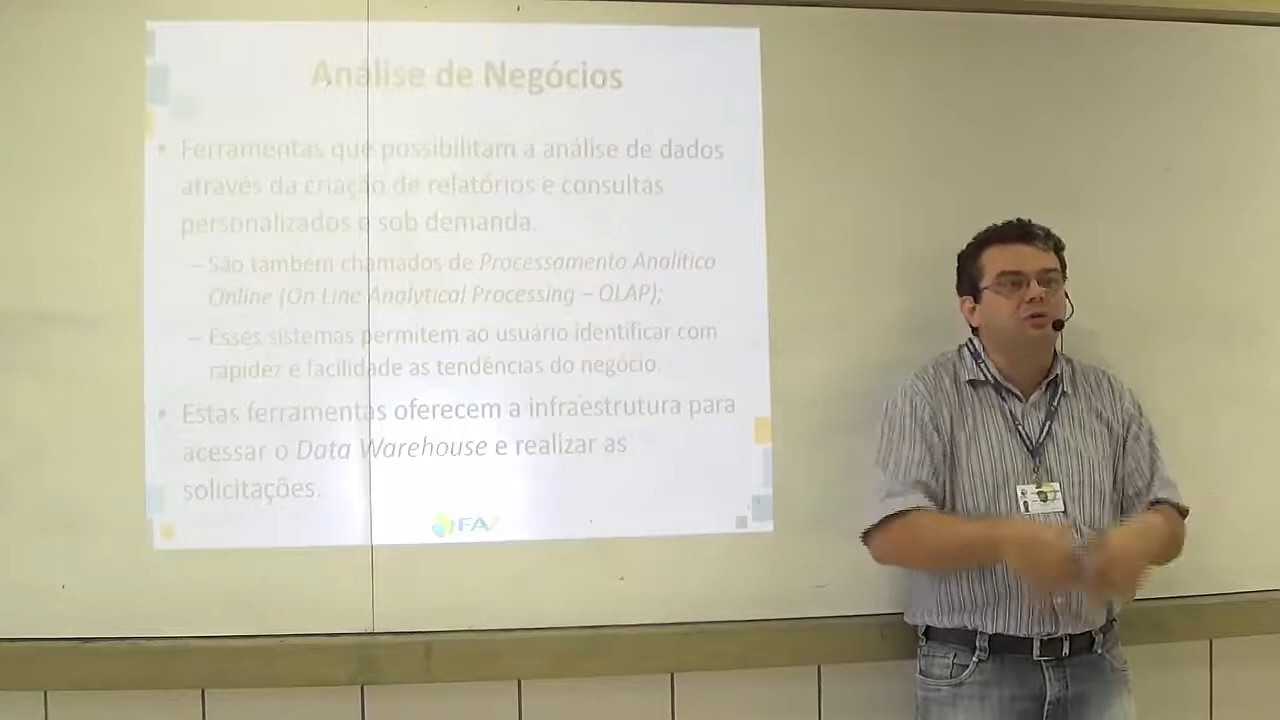 Análise de Negócios
• Ferramentas que possibilitam a análise de dados
através da criação de relatórios e consultas
personalizados e sob demanda.
– São também chamados de Processamento Analítico
Online (On Line Analytical Processing – OLAP);
– Esses sistemas permitem ao usuário identificar com
rapidez e facilidade as tendências do negócio.
• Estas ferramentas oferecem a infraestrutura para
acessar o Data Warehouse e realizar as
solicitações.
FA7